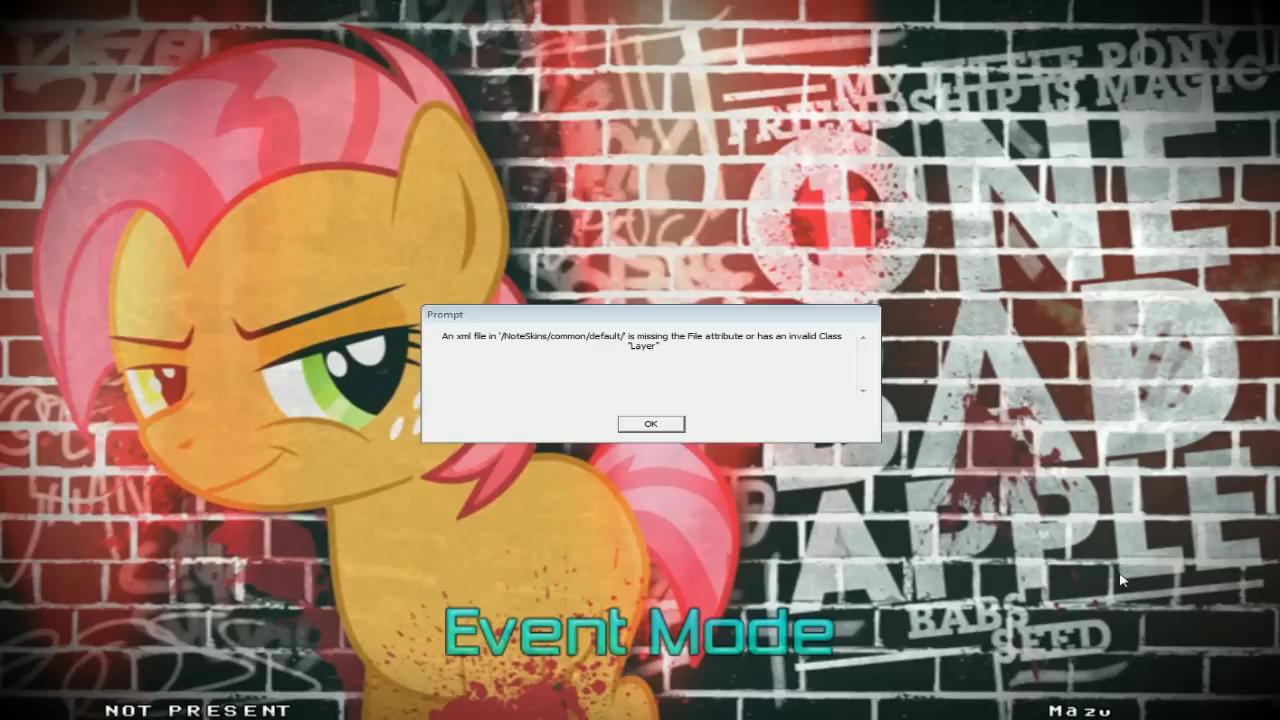 MY LITTLE PONY
FRIENDSHIP IS MAGIC
1
ONE
BAD
APPLE
BABS
SEED
Prompt
An xml file in '/NoteSkins/common/default/' is missing the File attribute or has an invalid Class
"Layer"
OK
Event Mode
NOT PRESENT
Mazu